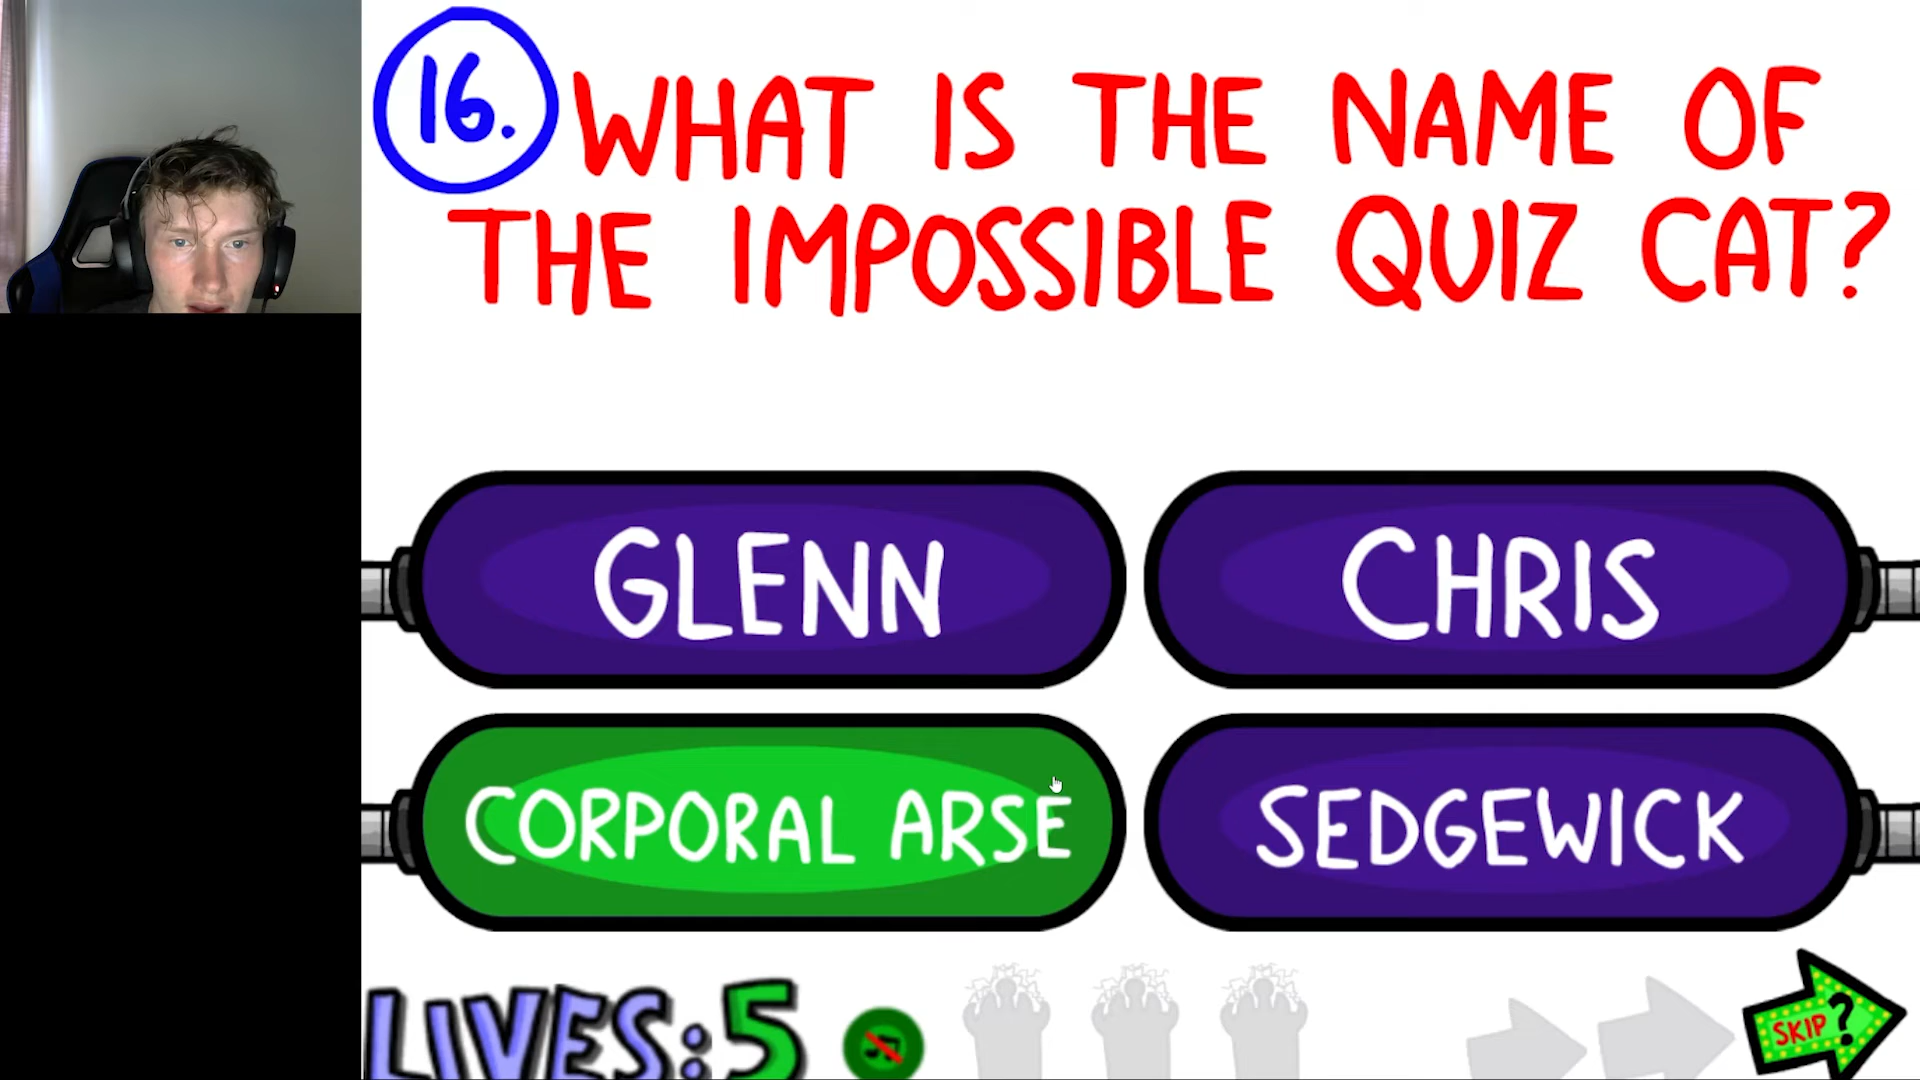 16. WHAT IS THE NAME OF
THE IMPOSSIBLE QUIZ CAT?
GLENN
CHRIS
CORPORAL ARSE
SEDGEWICK
LIVES: 5
SKIP?